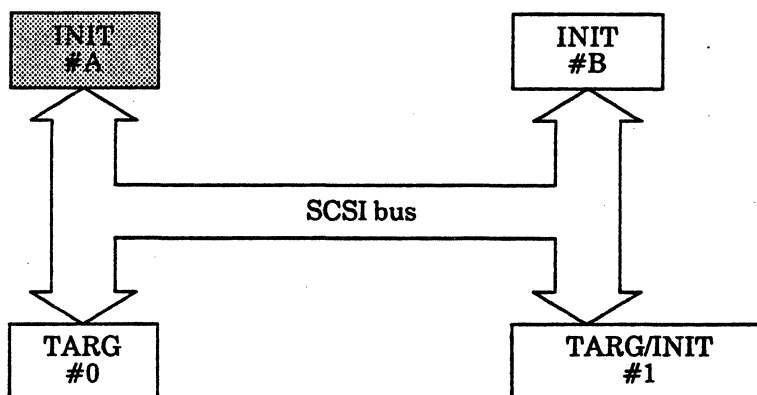 INIT
#A
INIT
#B
SCSI bus
TARG
#0
TARG/INIT
#1